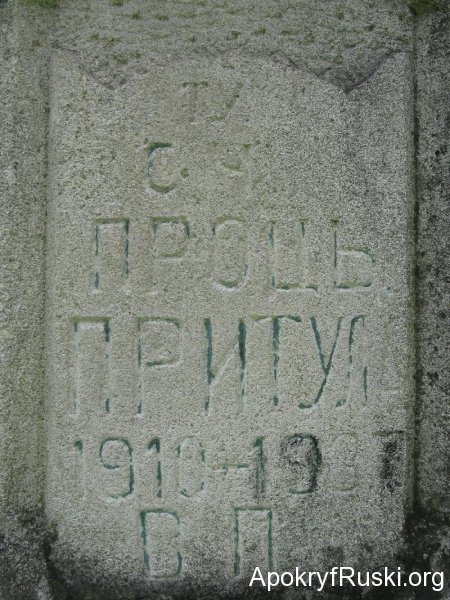 ТУ
С. Ч
ПРОЦЬ
ПРИТУЛ
В П
ApokryfRuski.org